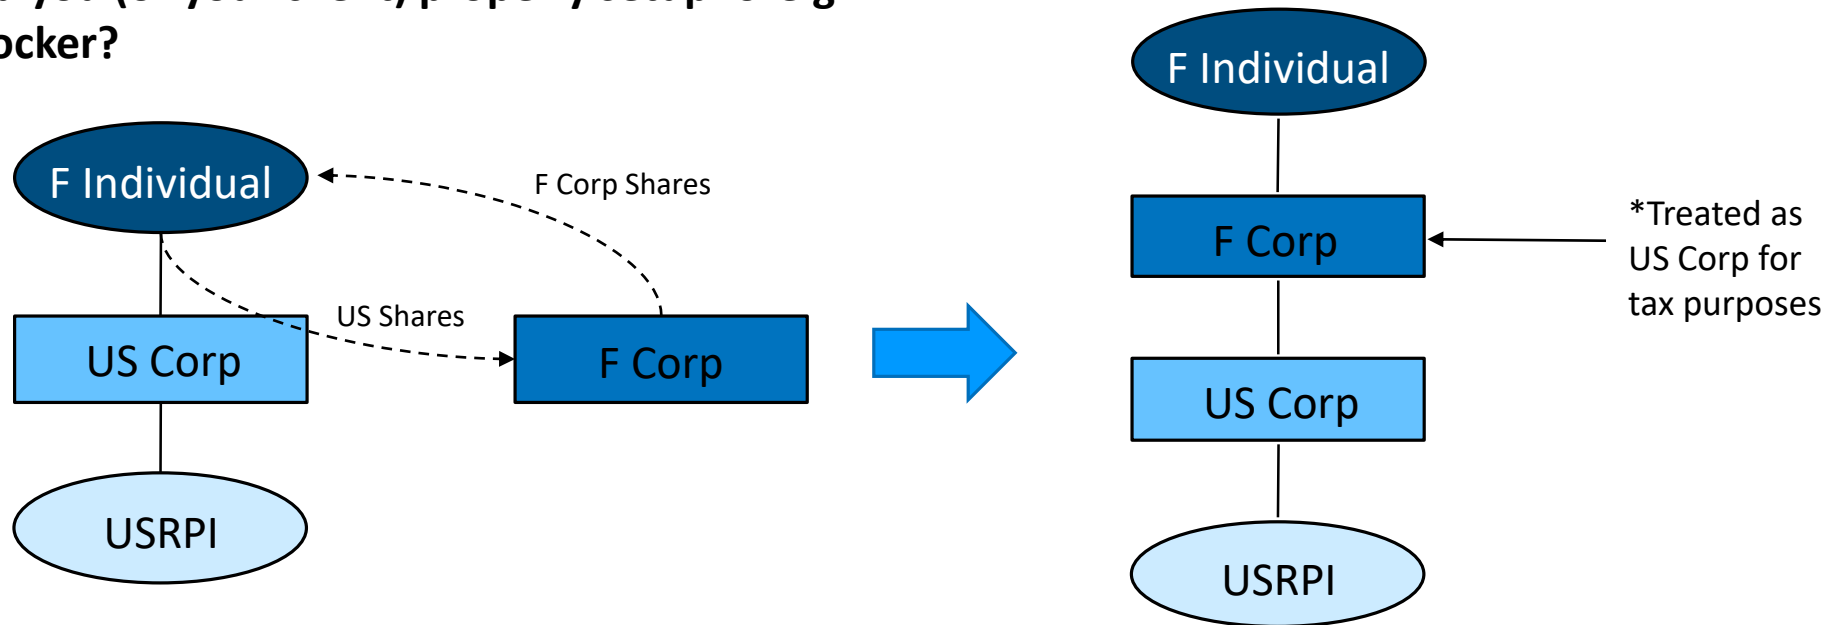 ocker?
F Individual
F Corp Shares
US Shares
US Corp
F Corp
USRPI
F Individual
F Corp
*Treated as
US Corp for
tax purposes
US Corp
USRPI